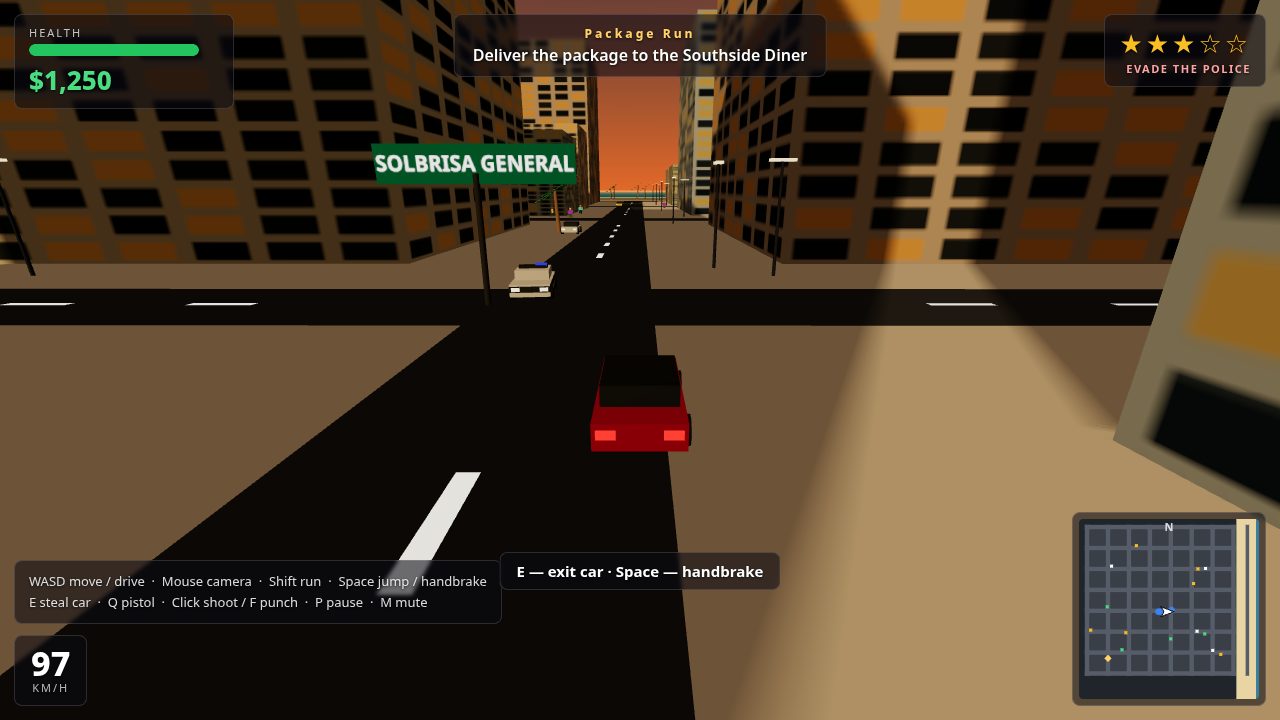 HEALTH
$1,250
Package Run
Deliver the package to the Southside Diner
★★★☆☆
EVADE THE POLICE
SOLBRISA GENERAL
E — exit car · Space — handbrake
WASD move / drive · Mouse camera · Shift run · Space jump / handbrake
E steal car · Q pistol · Click shoot / F punch · P pause · M mute
97
KM/H
N